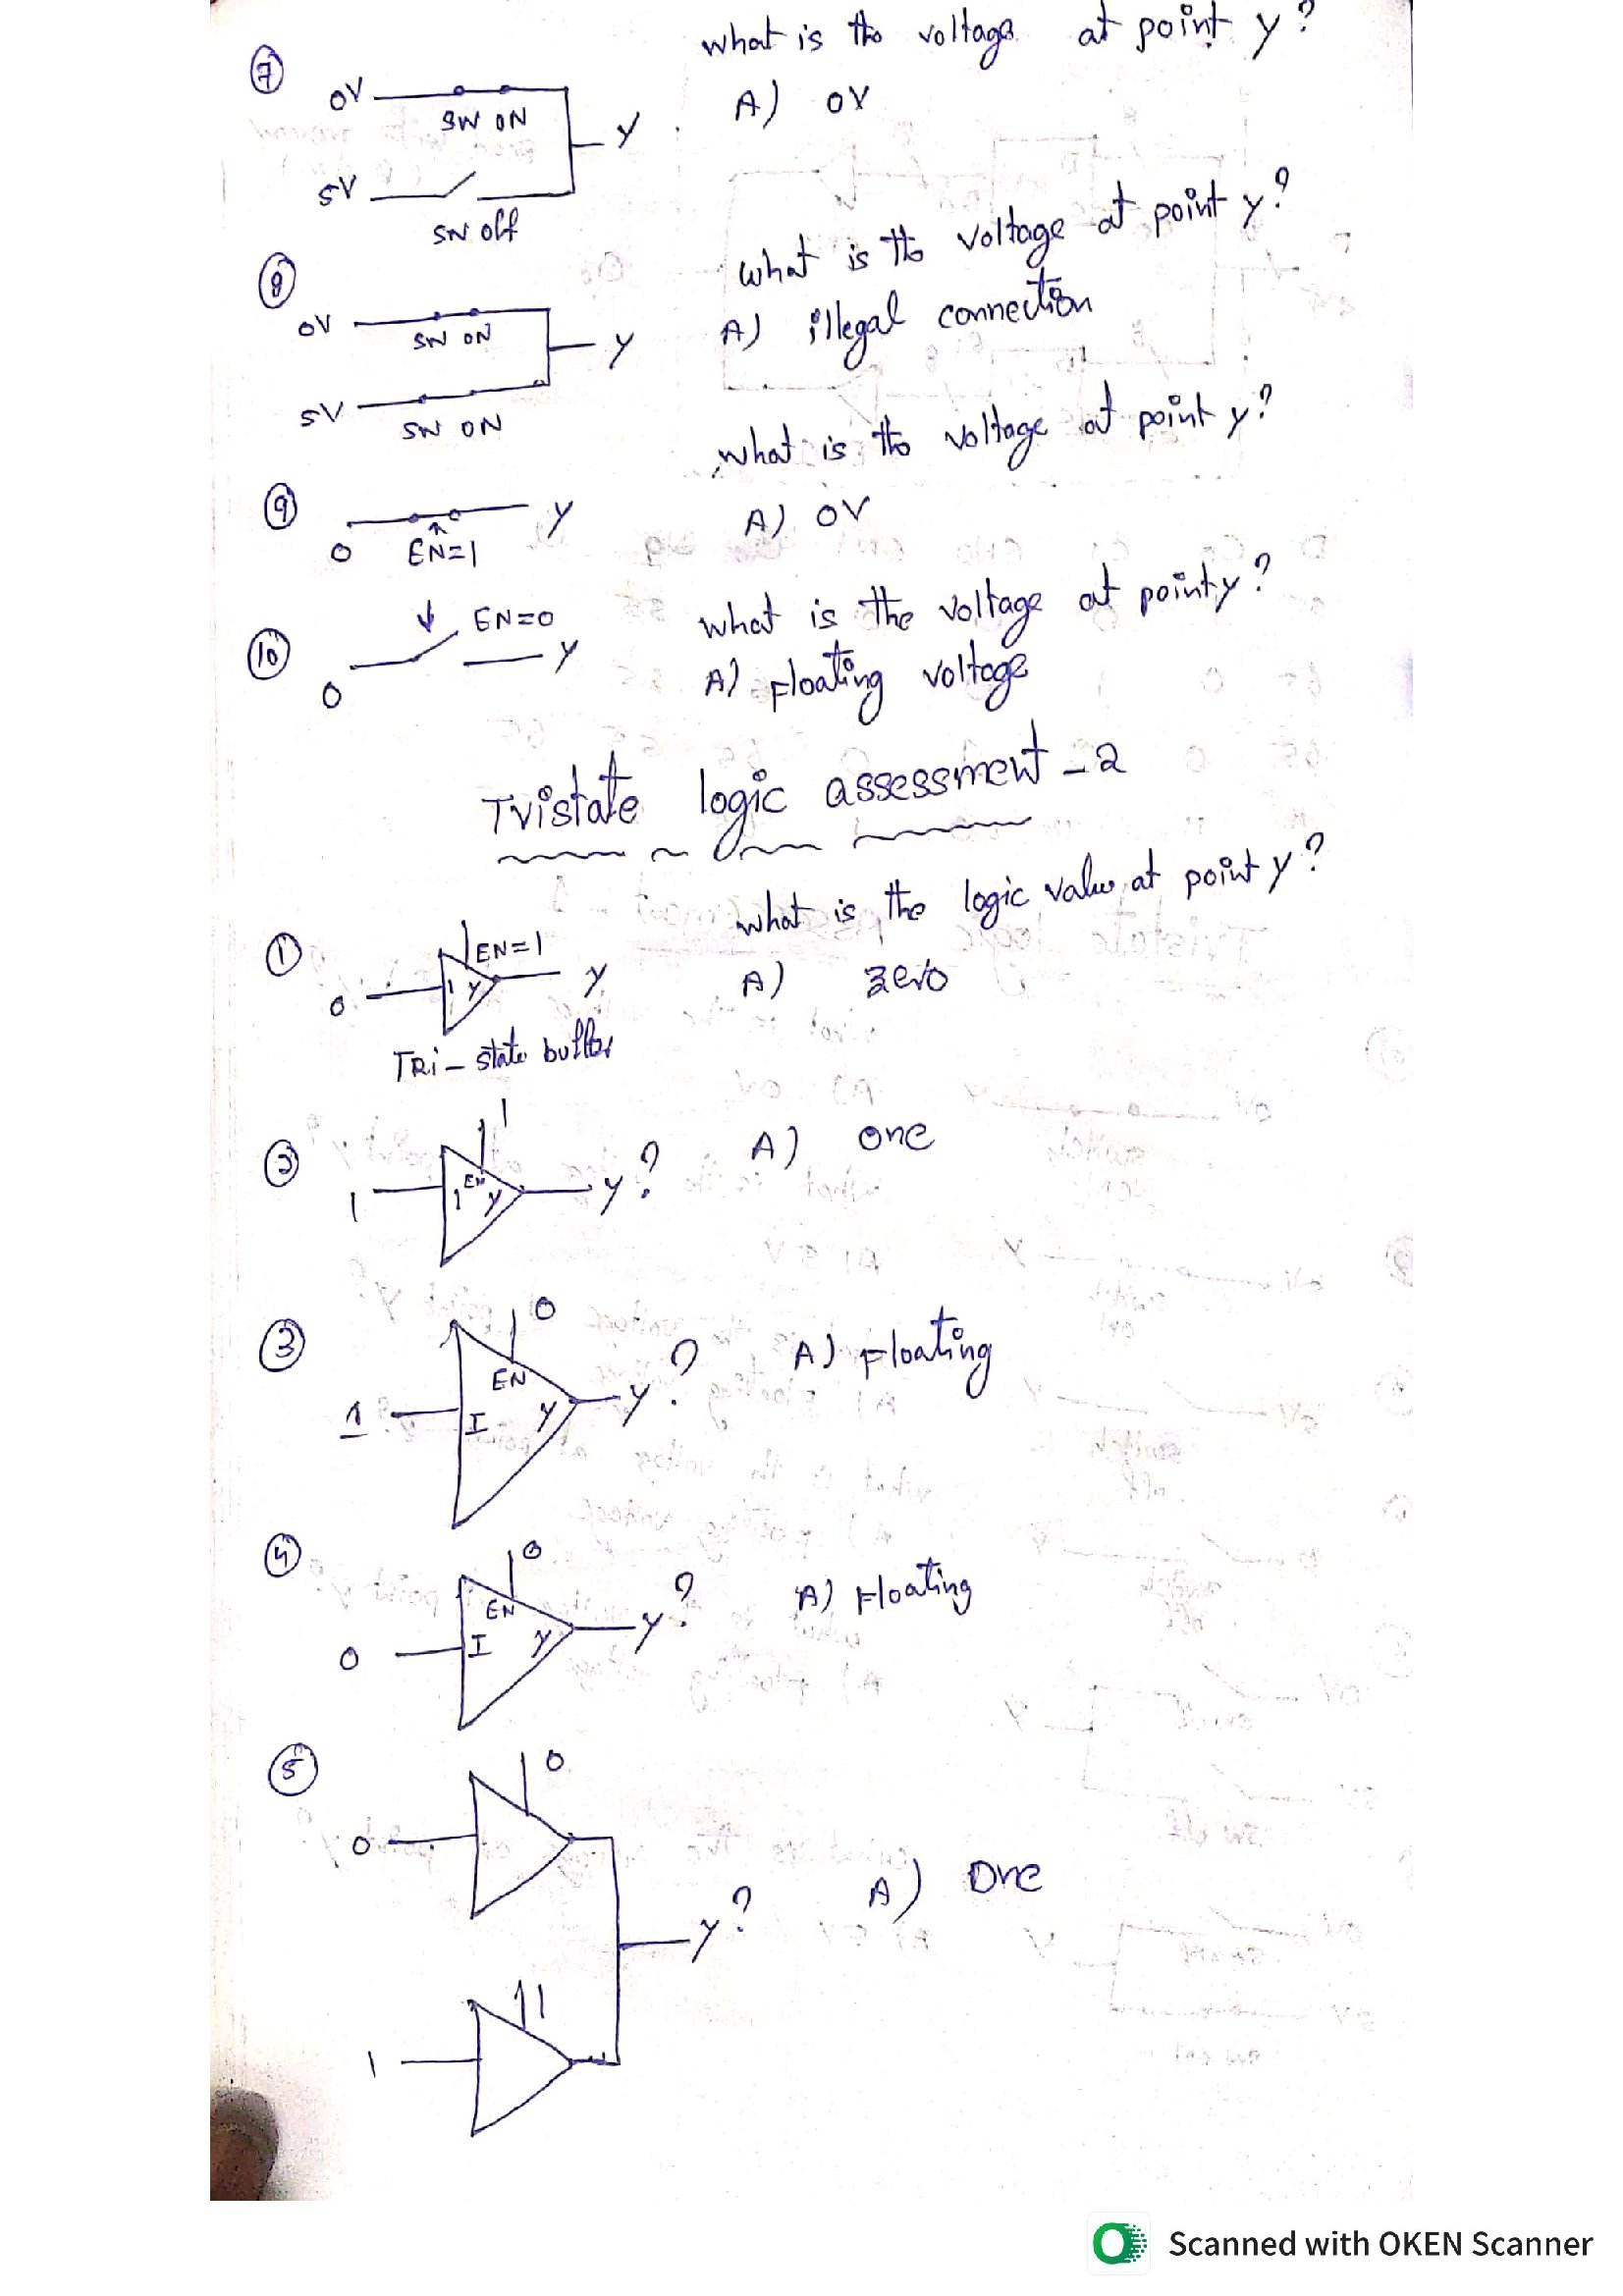 7
what is the voltage at point y?
0V
SW ON
y
A) 0V
5V
SW off
8
what is the voltage at point y?
0V
SW ON
y
A) illegal connection
5V
SW ON
what is the voltage at point y?
9
y
A) 0V
0 EN=1
10
EN=0
what is the voltage at point y?
y
0
A) Floating voltage
Tristate logic assessment - 2
what is the logic value at point y?
1
EN=1
0
1 y
y
A) zero
TRi - state buffer
2
1
A) one
EN
1
1 y
y?
3
0
A) Floating
EN
1
I y
y?
4
0
A) Floating
EN
0
I y
y?
5
0
0
y?
A) One
1
1
Scanned with OKEN Scanner